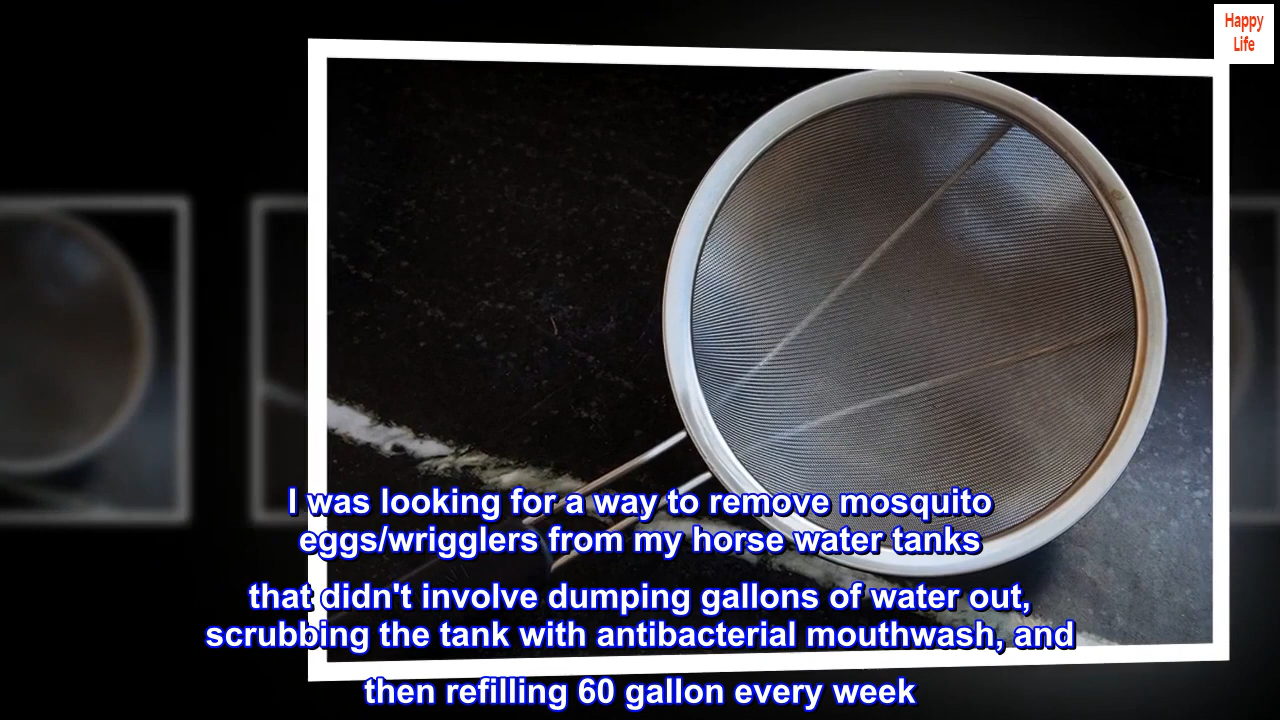 Happy
Life
I was looking for a way to remove mosquito
eggs/wrigglers from my horse water tanks
that didn't involve dumping gallons of water out,
scrubbing the tank with antibacterial mouthwash, and
then refilling 60 gallon every week